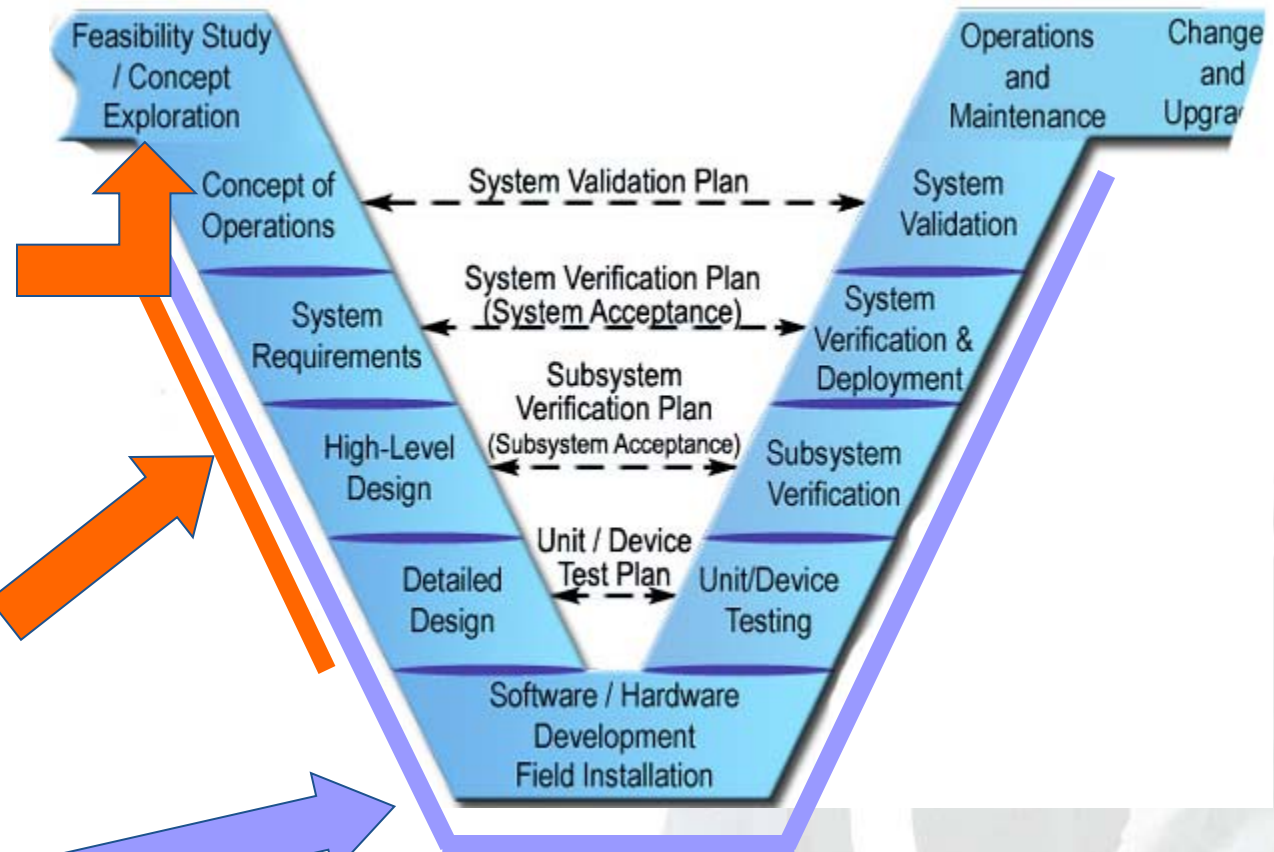 Feasibility Study
/ Concept
Exploration
Operations
and
Maintenance
Change
and
Concept of
Operations
System Validation Plan
System
Validation
System
Requirements
System Verification Plan
(System Acceptance)
System
Verification &
Deployment
High-Level
Design
Subsystem
Verification Plan
(Subsystem Acceptance)
Subsystem
Verification
Detailed
Design
Unit / Device
Test Plan
Unit/Device
Testing
Software / Hardware
Development
Field Installation